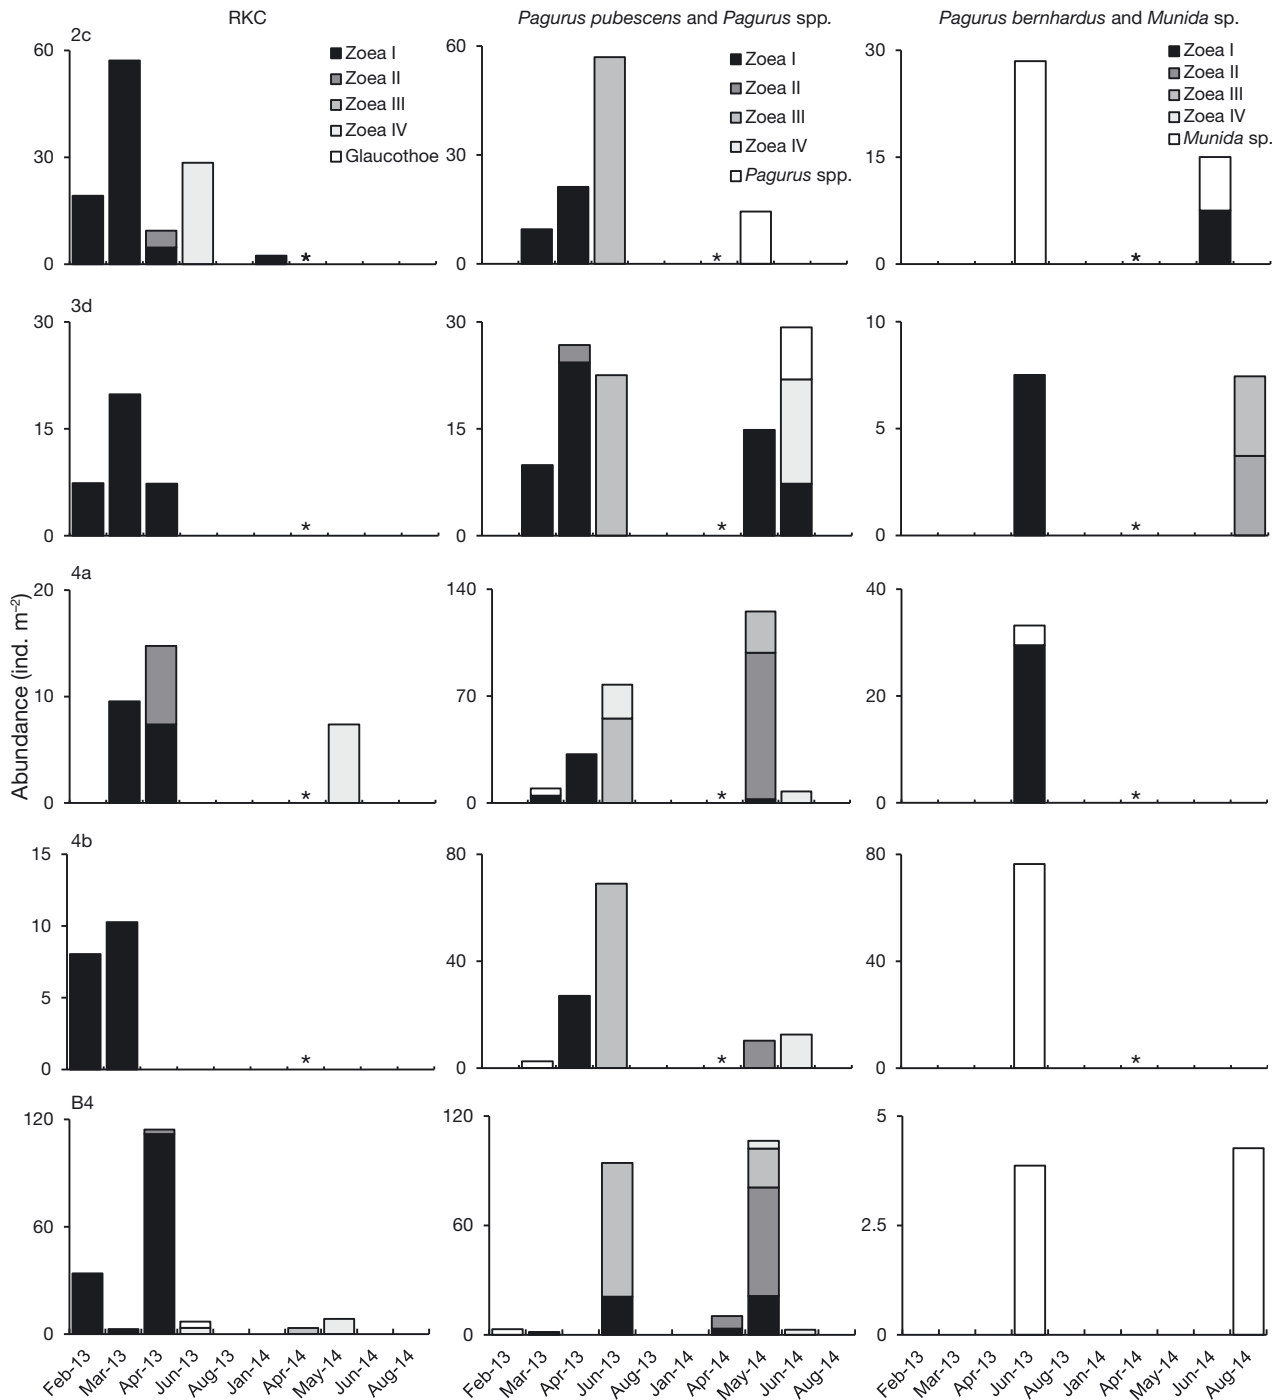 RKC
Pagurus pubescens and Pagurus spp.
Pagurus bernhardus and Munida sp.
2c
60
30
0
Zoea I
Zoea II
Zoea III
Zoea IV
Glaucothoe
*
60
30
0
Zoea I
Zoea II
Zoea III
Zoea IV
Pagurus spp.
*
30
15
0
Zoea I
Zoea II
Zoea III
Zoea IV
Munida sp.
*
3d
30
15
0
*
30
15
0
*
10
5
0
*
Abundance (ind. m–2)
4a
20
10
0
*
140
70
0
*
40
20
0
*
4b
15
10
5
0
*
80
40
0
*
80
40
0
*
B4
120
60
0
120
60
0
5
2.5
0
Feb-13 Mar-13 Apr-13 Jun-13 Aug-13 Jan-14 Apr-14 May-14 Jun-14 Aug-14
Feb-13 Mar-13 Apr-13 Jun-13 Aug-13 Jan-14 Apr-14 May-14 Jun-14 Aug-14
Feb-13 Mar-13 Apr-13 Jun-13 Aug-13 Jan-14 Apr-14 May-14 Jun-14 Aug-14